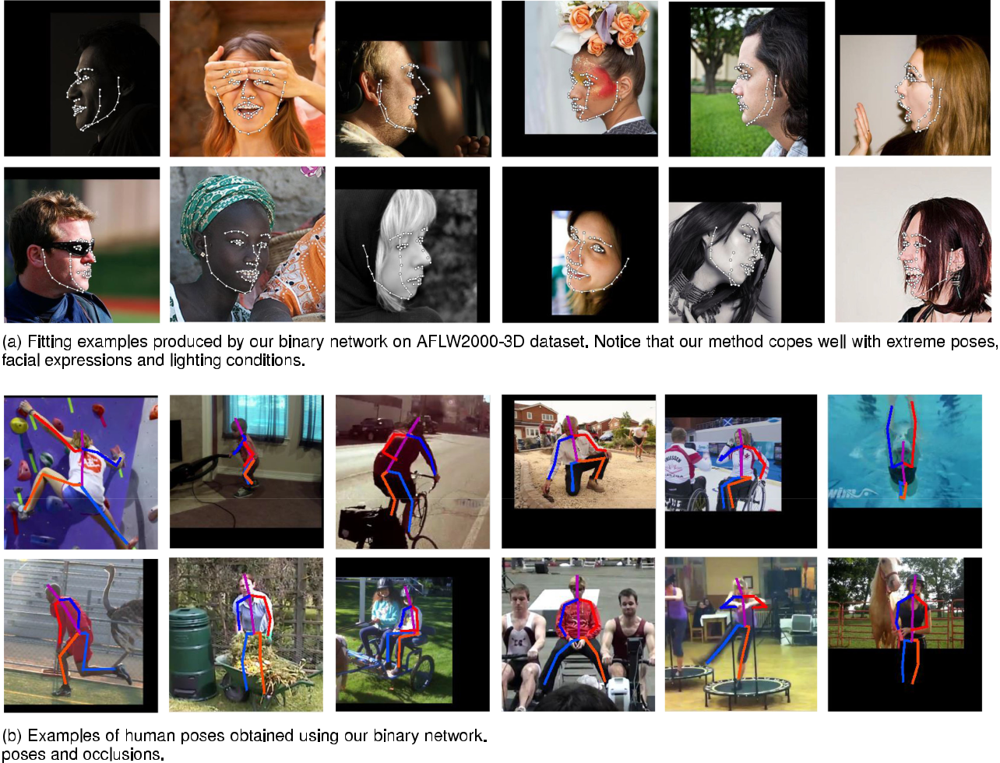 (a) Fitting examples produced by our binary network on AFLW2000-3D dataset. Notice that our method copes well with extreme poses,
facial expressions and lighting conditions.
(b) Examples of human poses obtained using our binary network.
poses and occlusions.